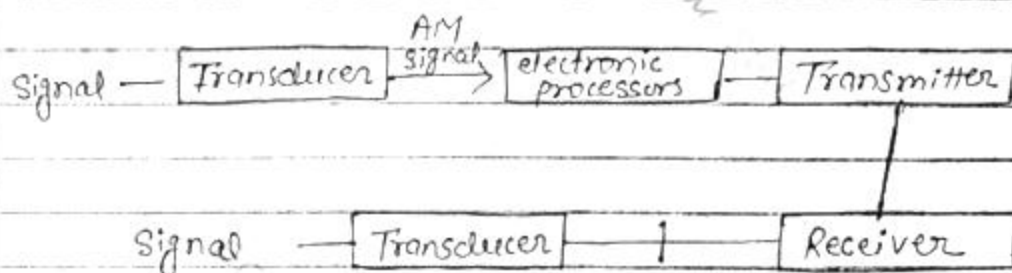 AM
Signal — Transducer signal electronic Transmitter
processors
Signal — Transducer Receiver